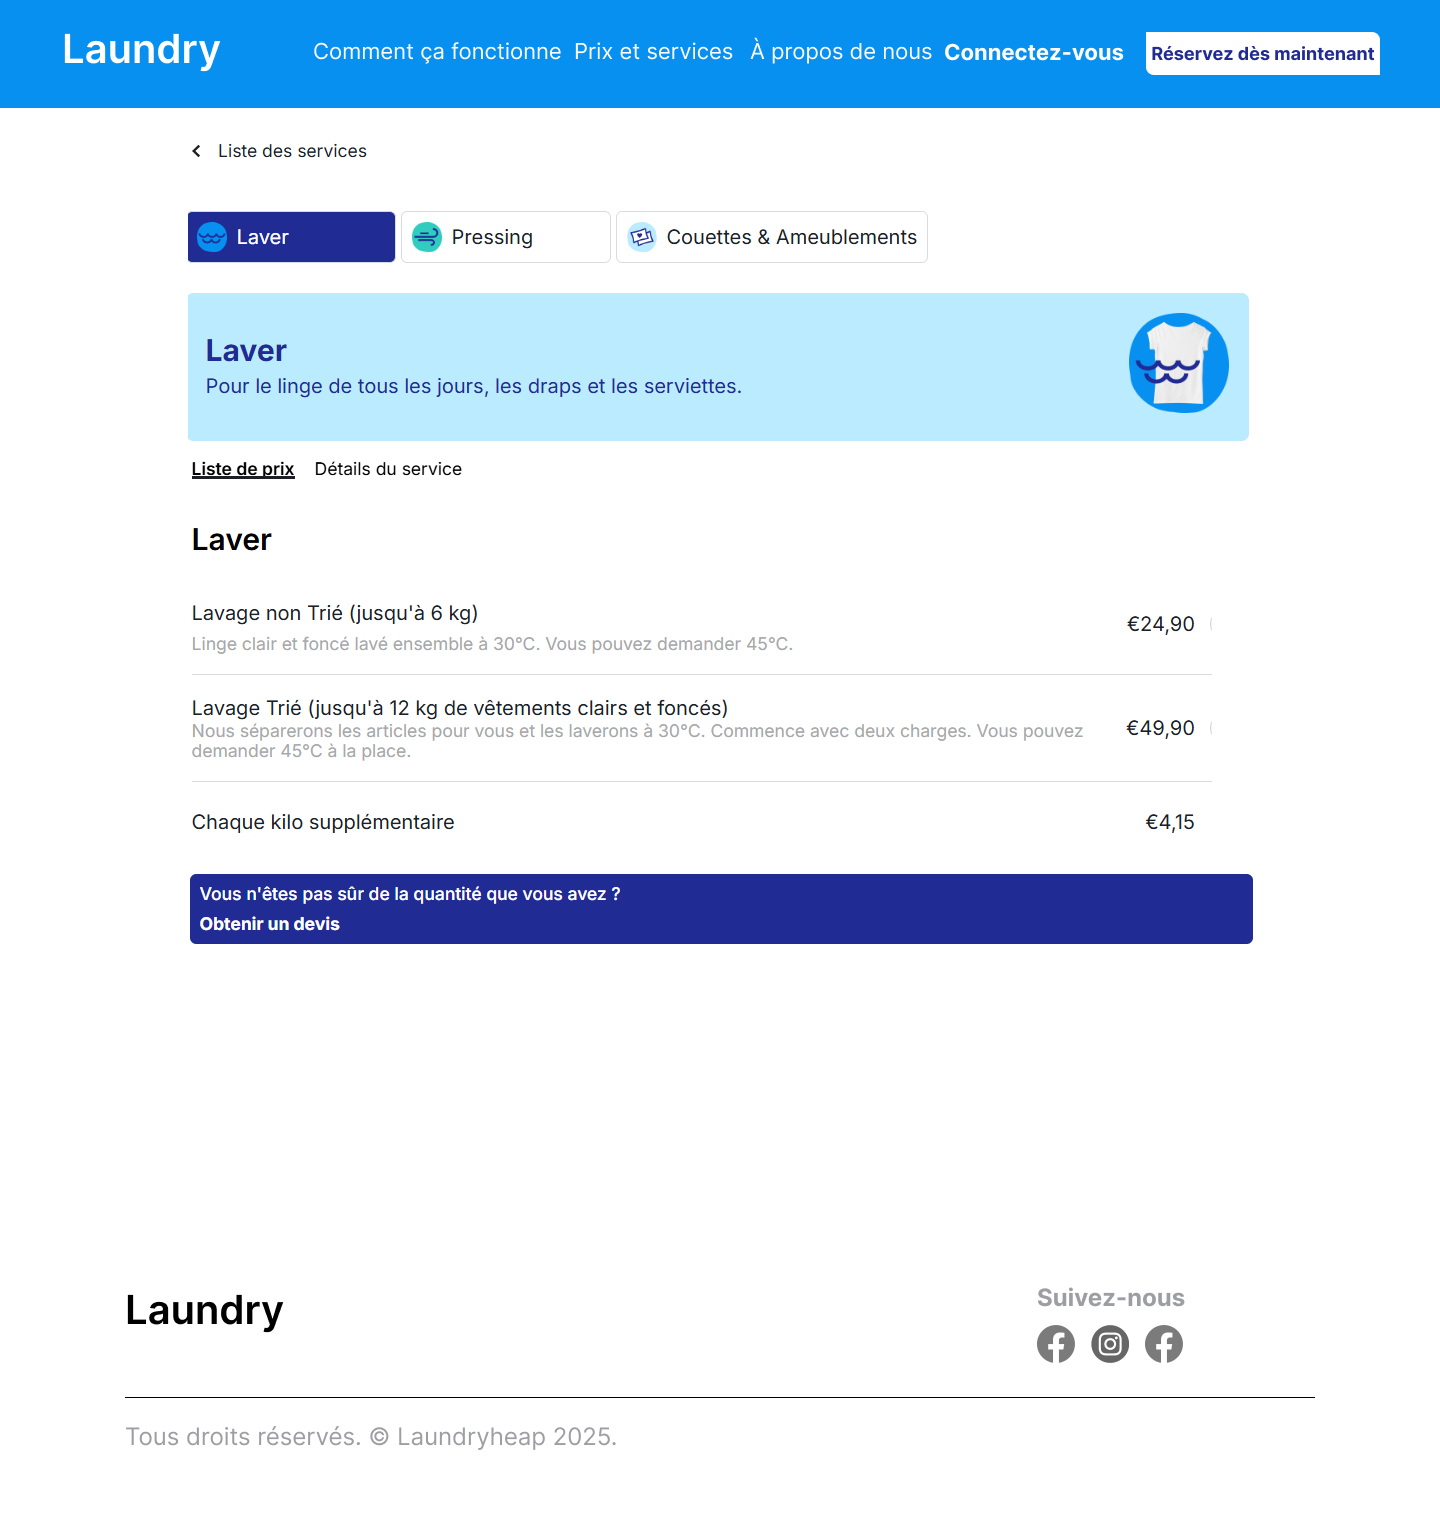 Laundry
Comment ça fonctionne
Prix et services
À propos de nous
Connectez-vous
Réservez dès maintenant
Liste des services
Laver
Pressing
Couettes & Ameublements
Laver
Pour le linge de tous les jours, les draps et les serviettes.
Liste de prix
Détails du service
Laver
Lavage non Trié (jusqu'à 6 kg)
€24,90
Linge clair et foncé lavé ensemble à 30°C. Vous pouvez demander 45°C.
Lavage Trié (jusqu'à 12 kg de vêtements clairs et foncés)
Nous séparerons les articles pour vous et les laverons à 30°C. Commence avec deux charges. Vous pouvez
demander 45°C à la place.
€49,90
Chaque kilo supplémentaire
€4,15
Vous n'êtes pas sûr de la quantité que vous avez ?
Obtenir un devis
Laundry
Suivez-nous
Tous droits réservés. © Laundryheap 2025.